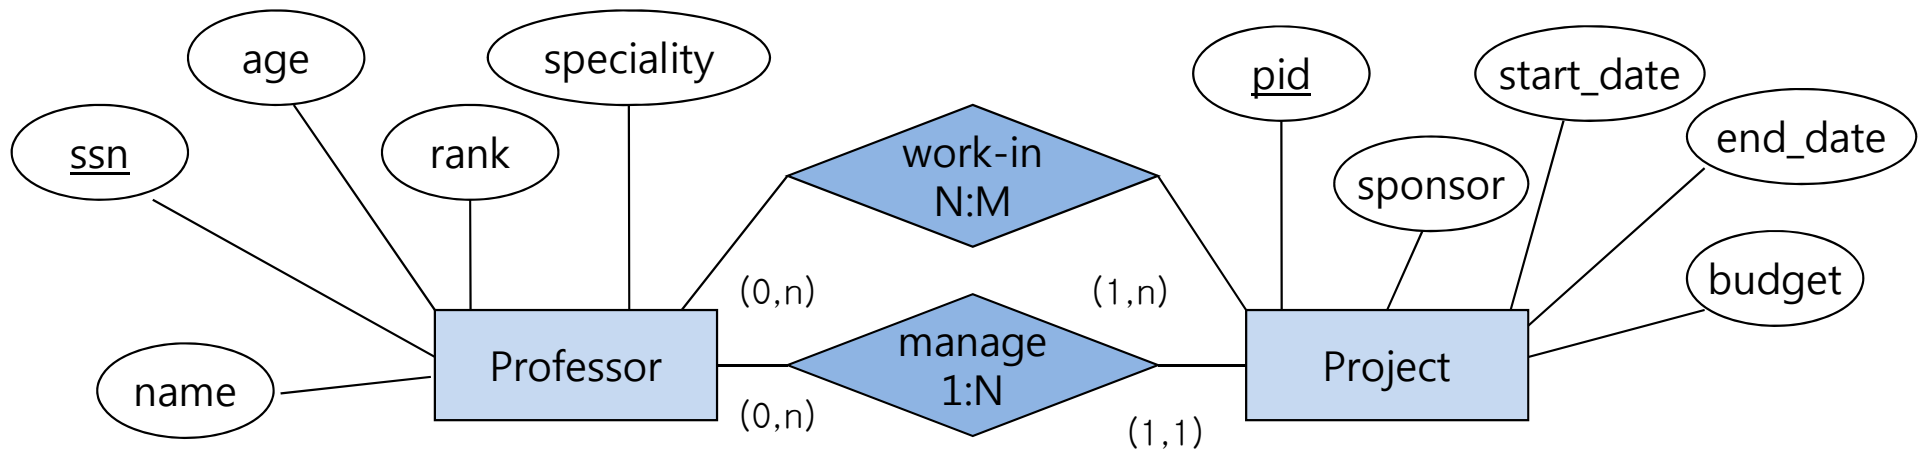 age
speciality
pid
start_date
ssn
rank
work-in
N:M
sponsor
end_date
(0,n)
(1,n)
budget
Professor
manage
1:N
Project
name
(0,n)
(1,1)